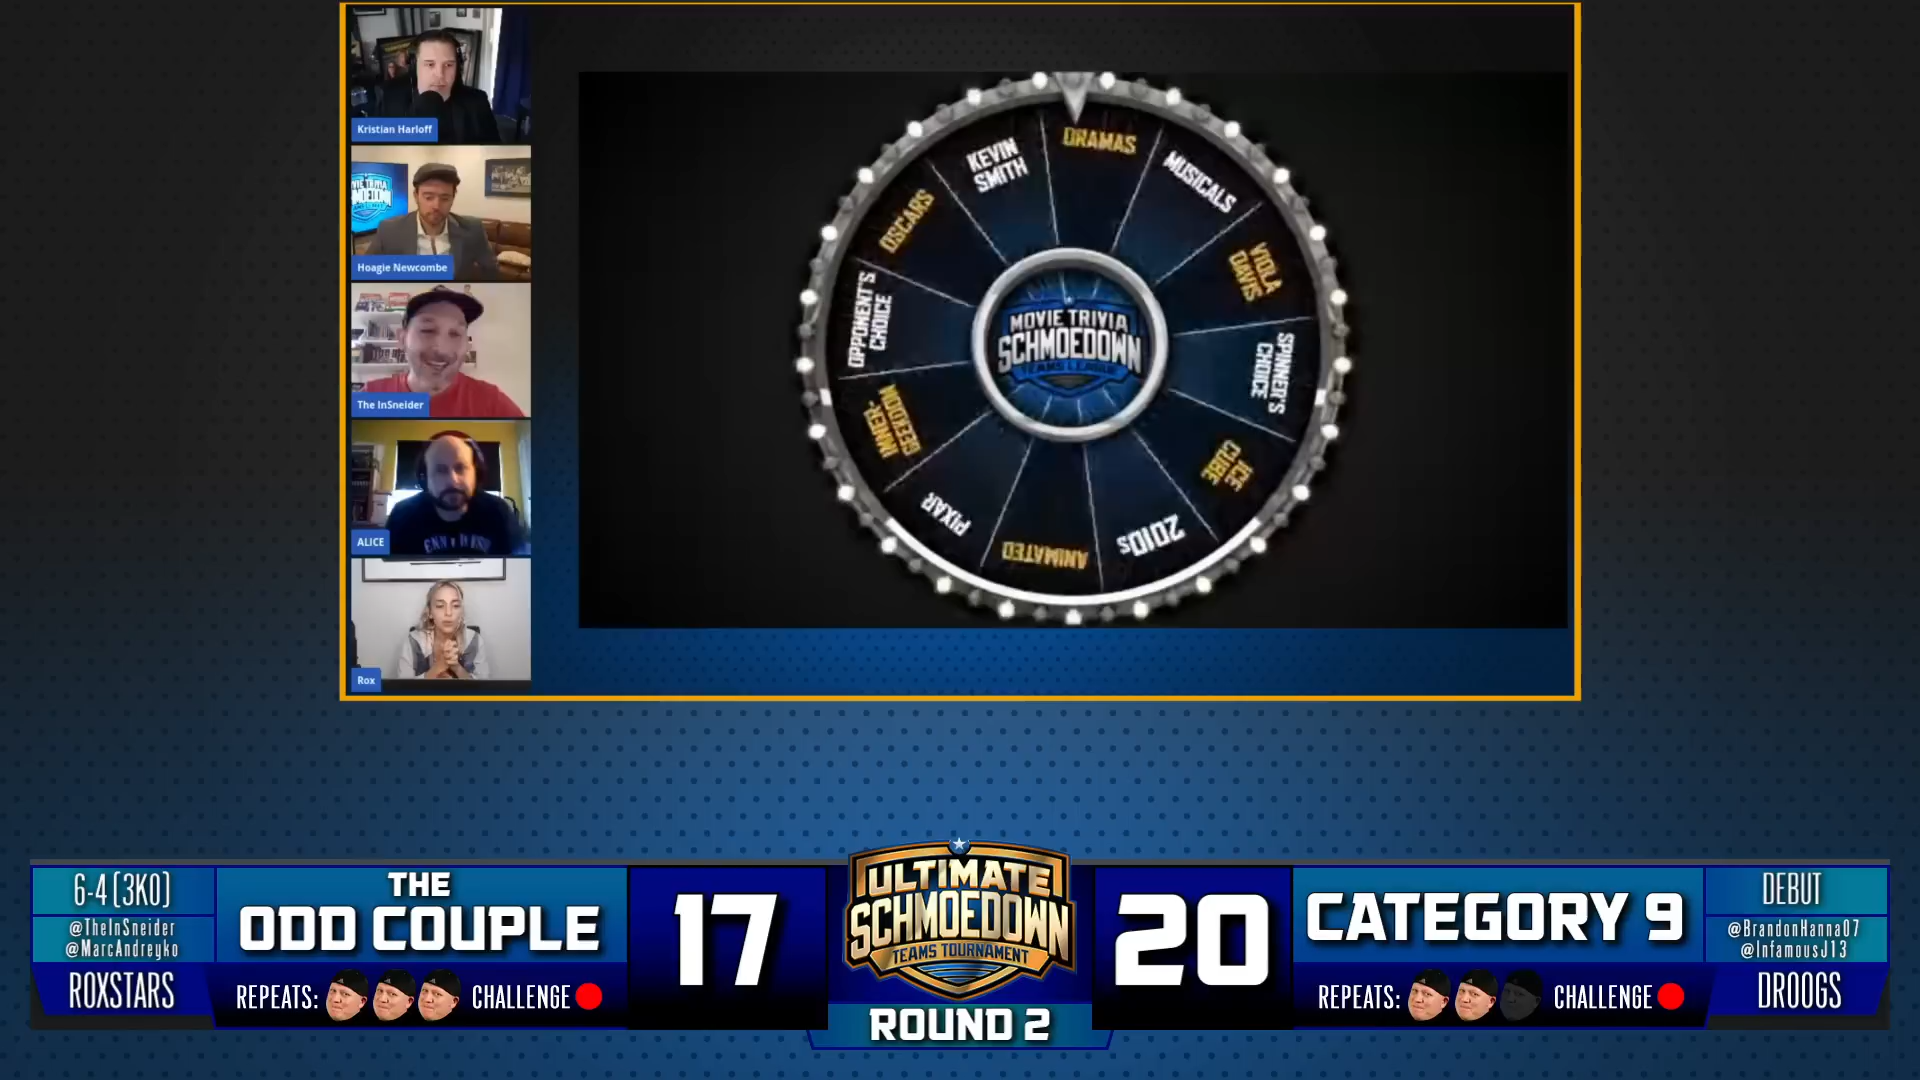 Kristian Harloff
Hoagie Newcombe
The InSneider
ALICE
Rox
DRAMAS
MUSICALS
VIOLA
DAVIS
SPINNER'S
CHOICE
ICE
CUBE
2010s
ANIMATED
PIXAR
INNER-
GEEKDOM
OPPONENT'S
CHOICE
OSCARS
KEVIN
SMITH
MOVIE TRIVIA
SCHMOEDOWN
TEAMS LEAGUE
6-4 (3KO)
@TheInSneider
@MarcAndreyko
ROXSTARS
THE
ODD COUPLE
REPEATS:
CHALLENGE
17
ULTIMATE
SCHMOEDOWN
TEAMS TOURNAMENT
ROUND 2
20
CATEGORY 9
REPEATS:
CHALLENGE
DEBUT
@BrandonHanna07
@InfamousJ13
DROOGS